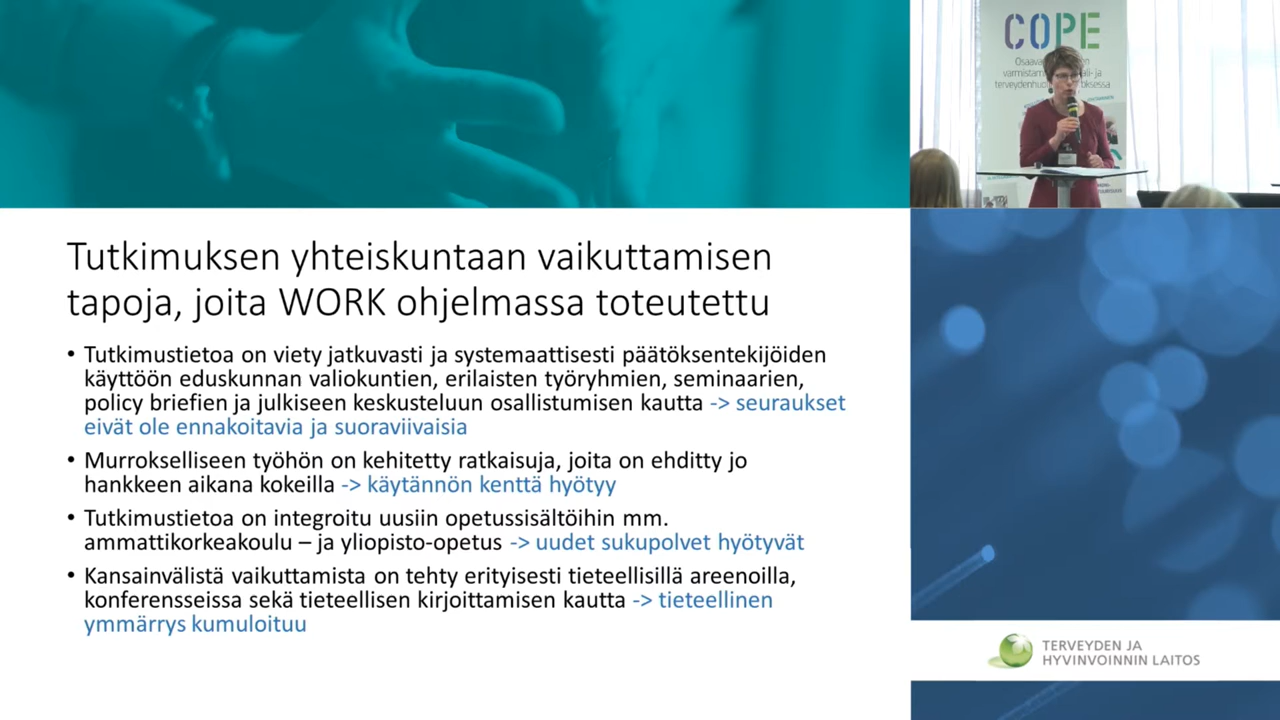 COPE
Tutkimuksen yhteiskuntaan vaikuttamisen
tapoja, joita WORK ohjelmassa toteutettu
• Tutkimustietoa on viety jatkuvasti ja systemaattisesti päätöksentekijöiden
käyttöön eduskunnan valiokuntien, erilaisten työryhmien, seminaarien,
policy briefien ja julkiseen keskusteluun osallistumisen kautta -> seuraukset
eivät ole ennakoitavia ja suoraviivaisia
• Murrokselliseen työhön on kehitetty ratkaisuja, joita on ehditty jo
hankkeen aikana kokeilla -> käytännön kenttä hyötyy
• Tutkimustietoa on integroitu uusiin opetussisältöihin mm.
ammattikorkeakoulu – ja yliopisto-opetus -> uudet sukupolvet hyötyvät
• Kansainvälistä vaikuttamista on tehty erityisesti tieteellisillä areenoilla,
konferensseissa sekä tieteellisen kirjoittamisen kautta -> tieteellinen
ymmärrys kumuloituu
TERVEYDEN JA
HYVINVOINNIN LAITOS